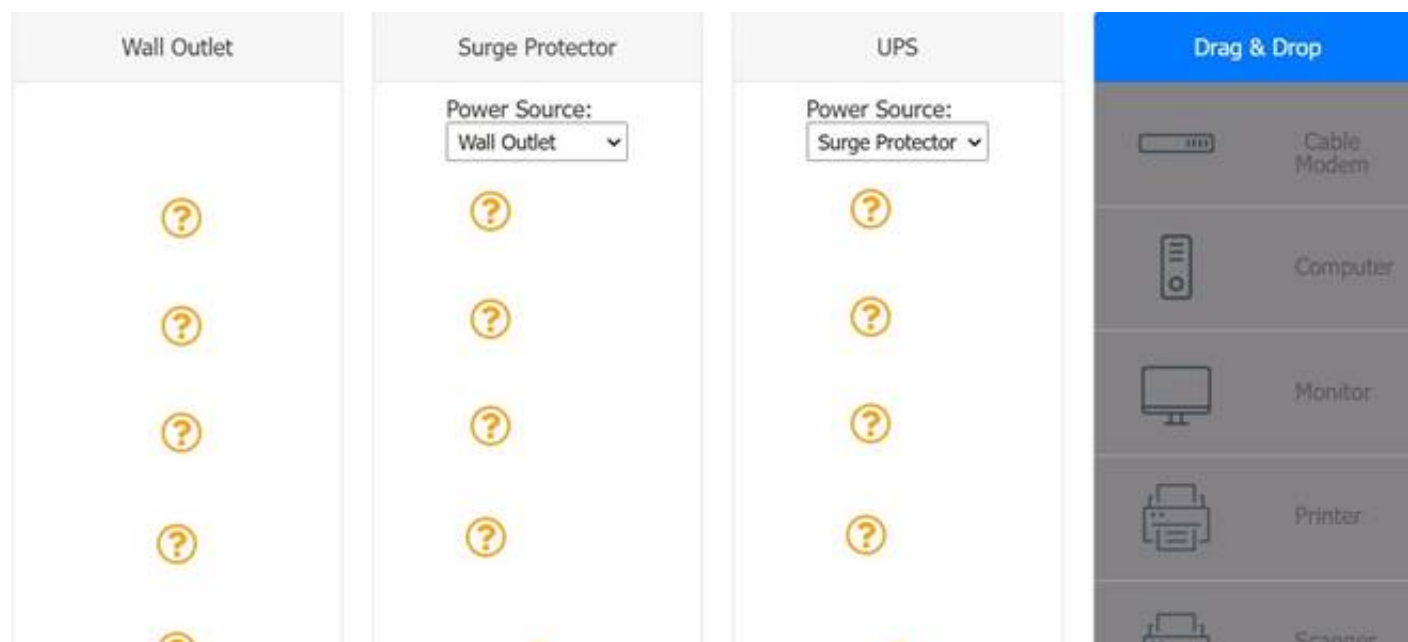 Wall Outlet
Surge Protector
UPS
Drag & Drop
Power Source:
Wall Outlet
Power Source:
Surge Protector
Cable
Modem
?
?
?
Computer
?
?
?
Monitor
?
?
?
Printer
?
?
?
Scanner